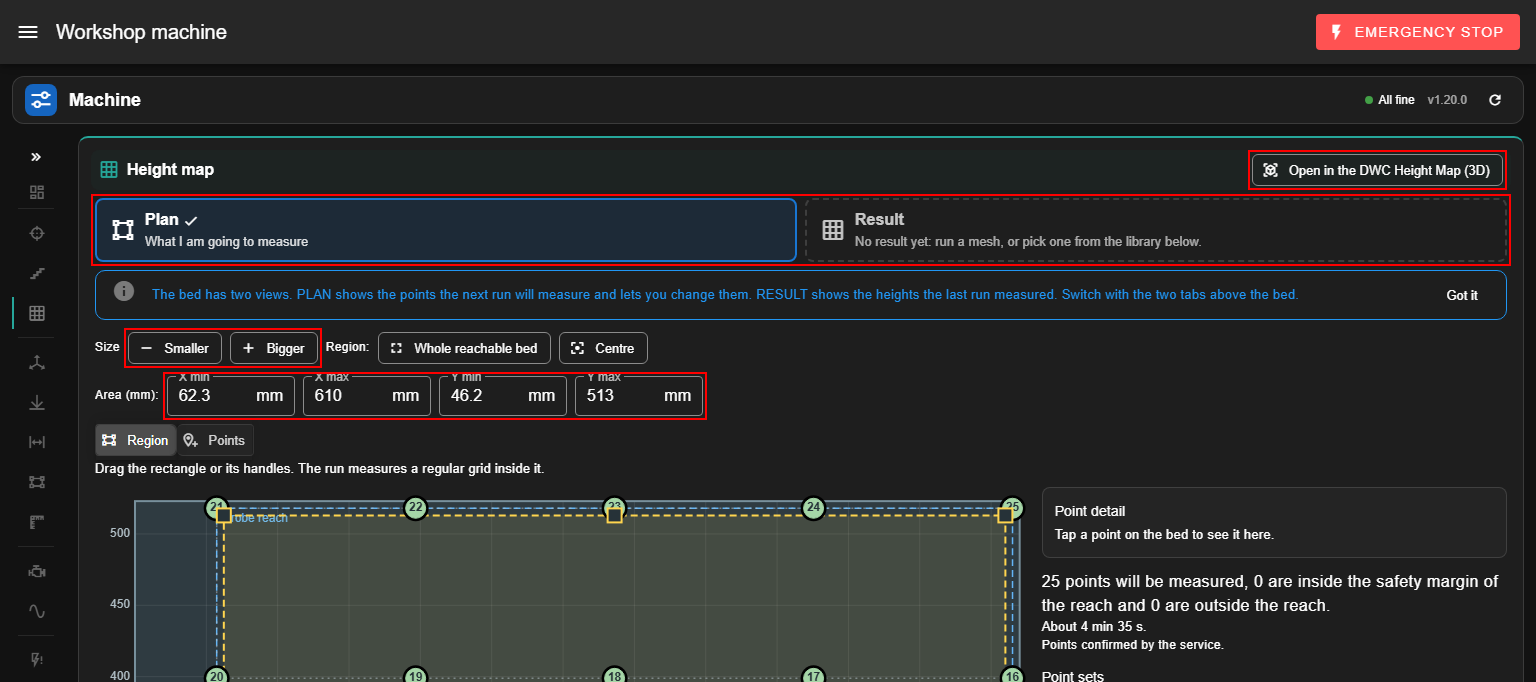 Workshop machine
EMERGENCY STOP
Machine
All fine v1.20.0
Height map
Open in the DWC Height Map (3D)
Plan
What I am going to measure
Result
No result yet: run a mesh, or pick one from the library below.
The bed has two views. PLAN shows the points the next run will measure and lets you change them. RESULT shows the heights the last run measured. Switch with the two tabs above the bed.
Got it
Size Smaller Bigger Region: Whole reachable bed Centre
X min X max Y min Y max
Area (mm): 62.3 mm 610 mm 46.2 mm 513 mm
Region Points
Drag the rectangle or its handles. The run measures a regular grid inside it.
21 22 23 24 25
robe reach
500
450
400
20 19 18 17 16
Point detail
Tap a point on the bed to see it here.
25 points will be measured, 0 are inside the safety margin of
the reach and 0 are outside the reach.
About 4 min 35 s.
Points confirmed by the service.
Point sets